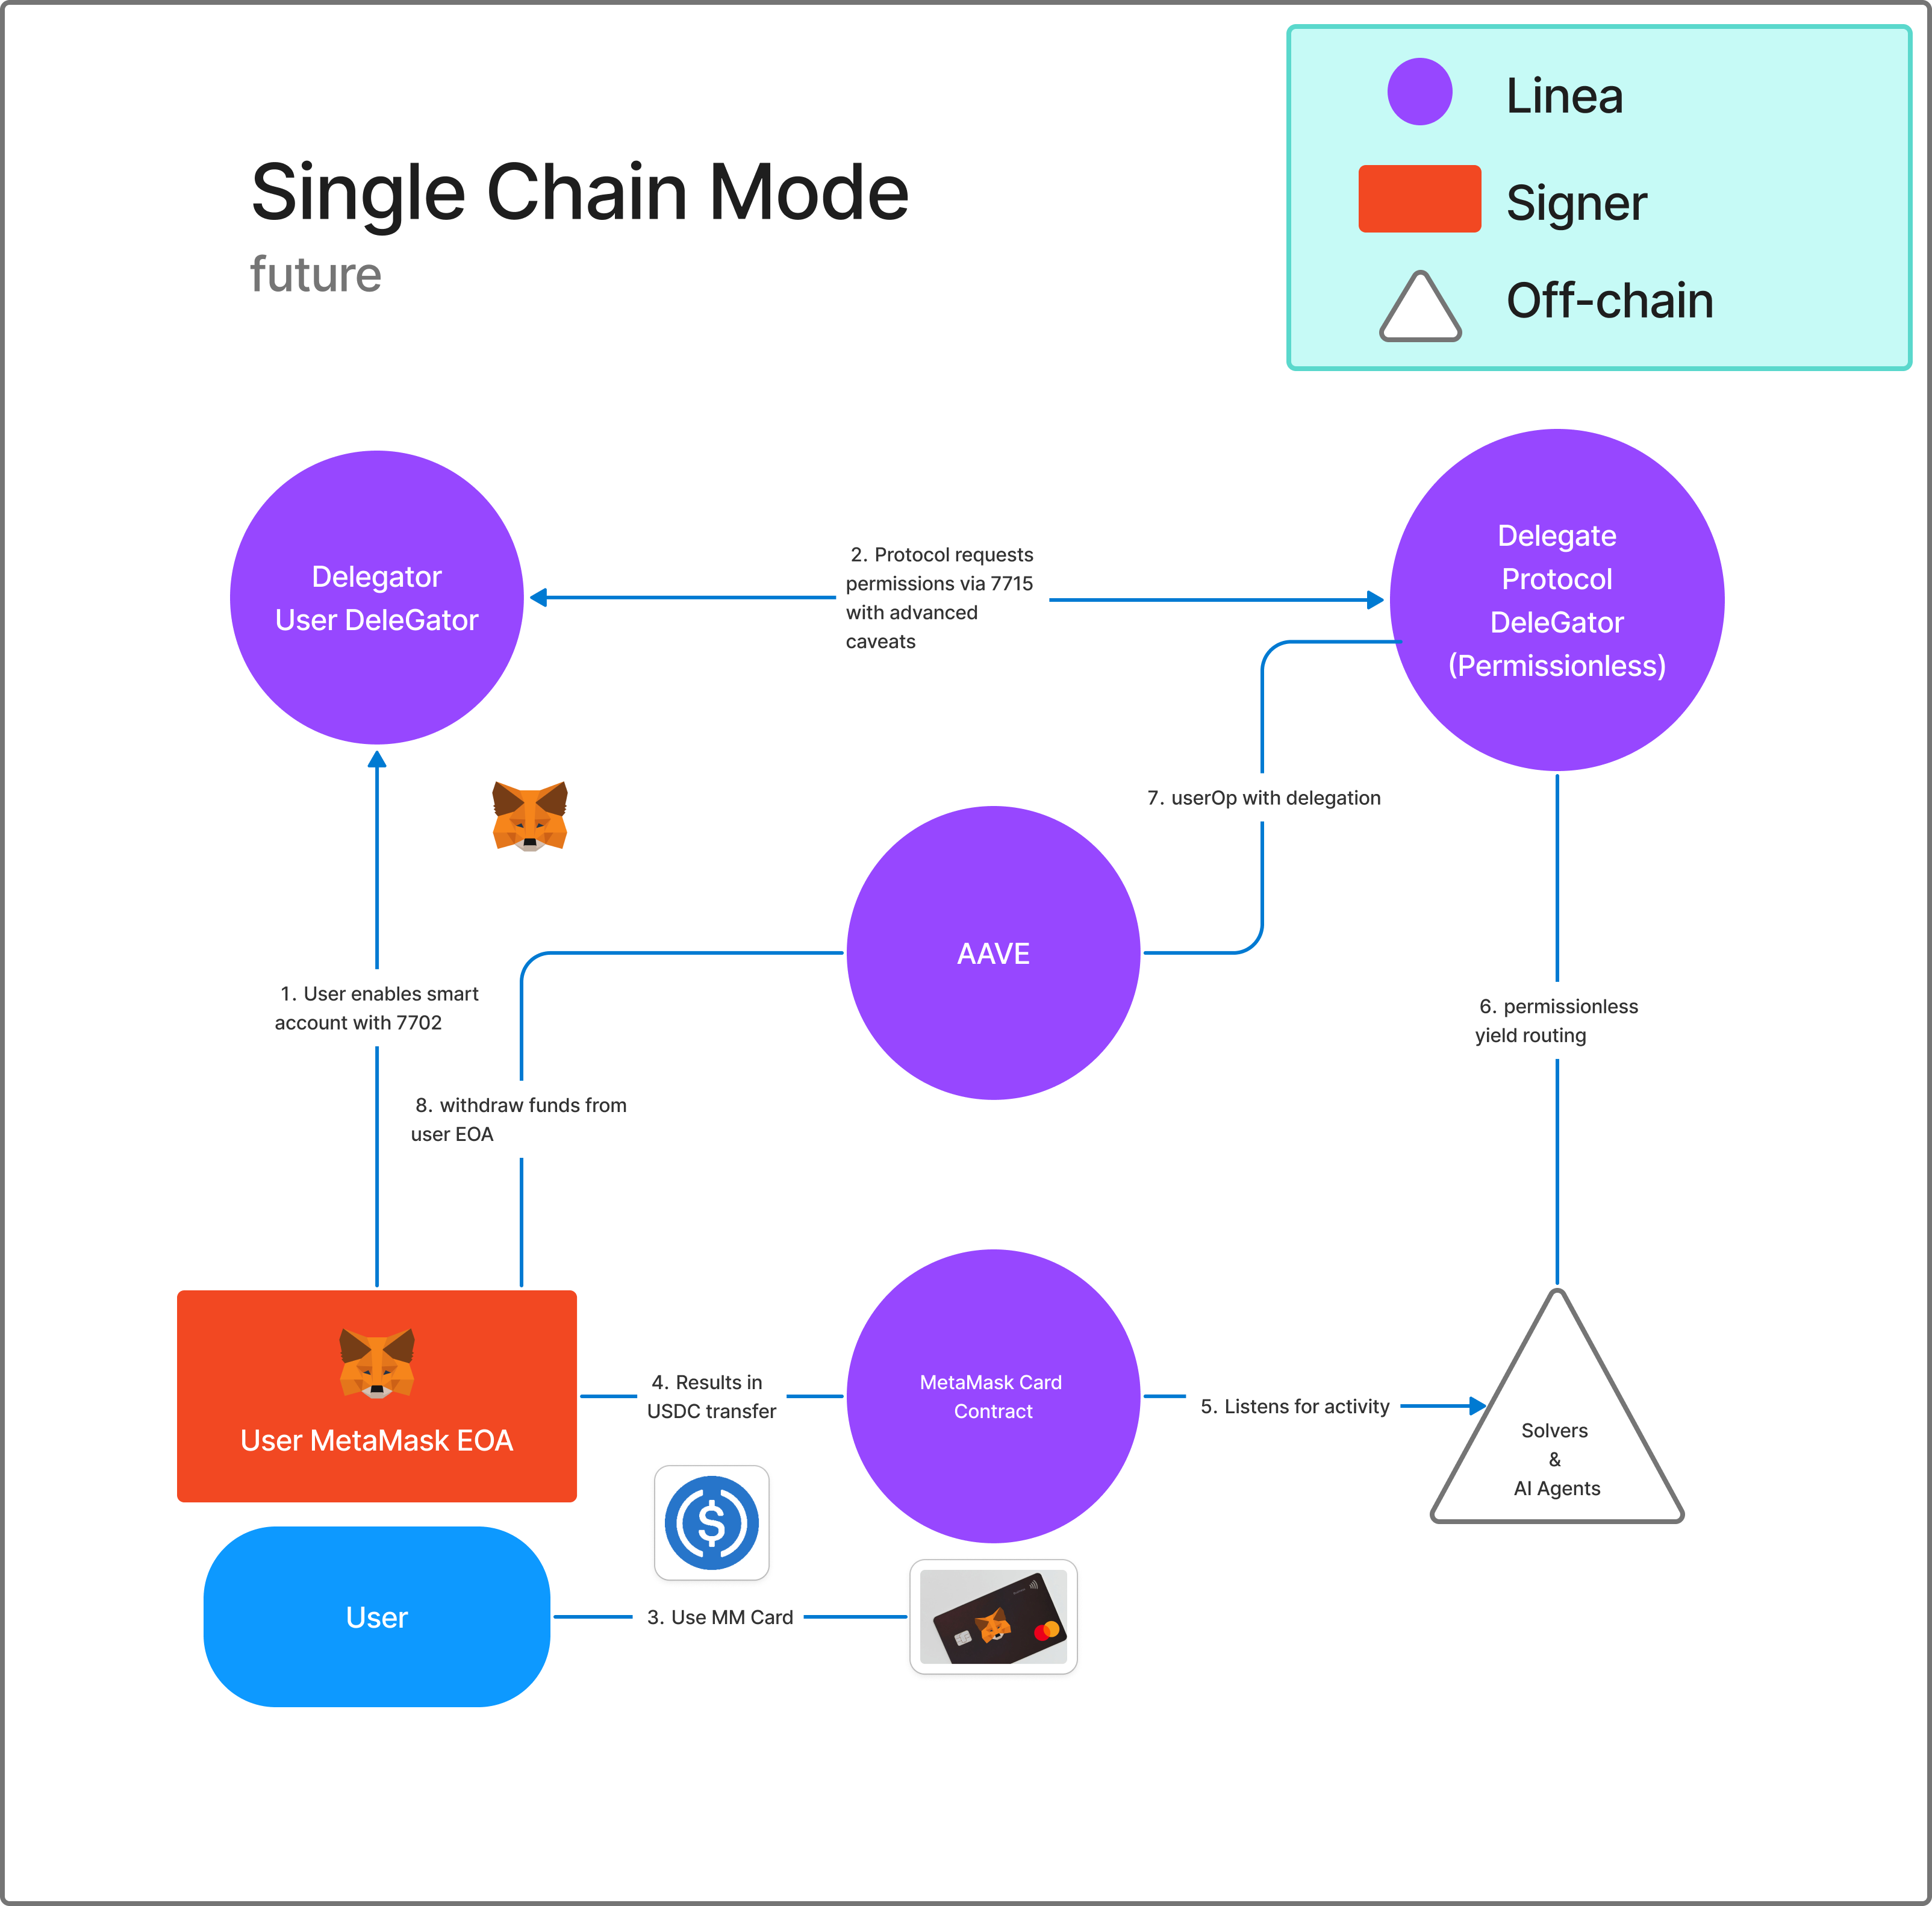 Single Chain Mode
future
Linea
Signer
Off-chain
Delegator
User DeleGator
2. Protocol requests
permissions via 7715
with advanced
caveats
Delegate
Protocol
DeleGator
(Permissionless)
7. userOp with delegation
AAVE
1. User enables smart
account with 7702
6. permissionless
yield routing
8. withdraw funds from
user EOA
User MetaMask EOA
4. Results in
USDC transfer
MetaMask Card
Contract
5. Listens for activity
Solvers
&
AI Agents
$
User
3. Use MM Card